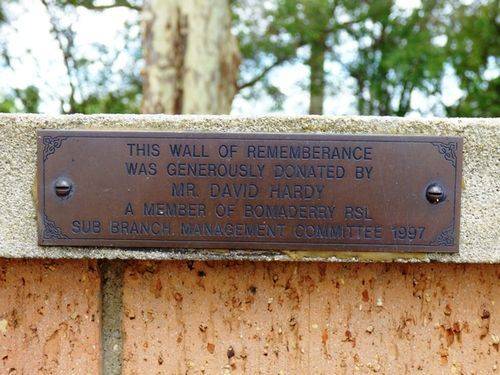 THIS WALL OF REMEMBERANCE
WAS GENEROUSLY DONATED BY
MR. DAVID HARDY
A MEMBER OF BOMADERRY RSL
SUB BRANCH MANAGEMENT COMMITTEE 1997